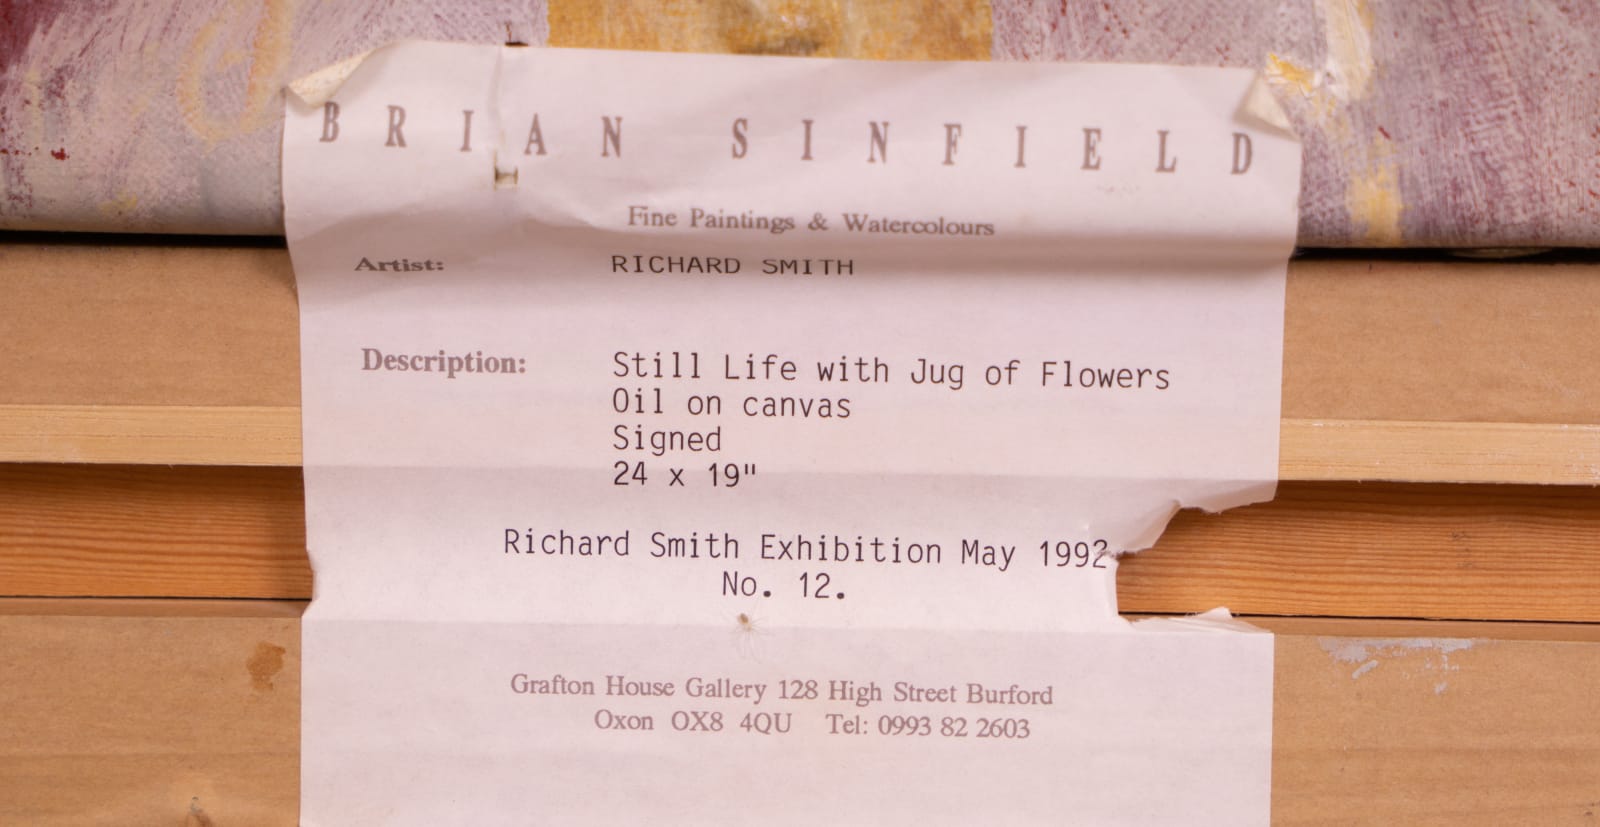 BRIAN SINFIELD
Fine Paintings & Watercolours
Artist: RICHARD SMITH
Description: Still Life with Jug of Flowers
Oil on canvas
Signed
24 x 19"
Richard Smith Exhibition May 1992
No. 12.
Grafton House Gallery 128 High Street Burford
Oxon OX8 4QU Tel: 0993 82 2603